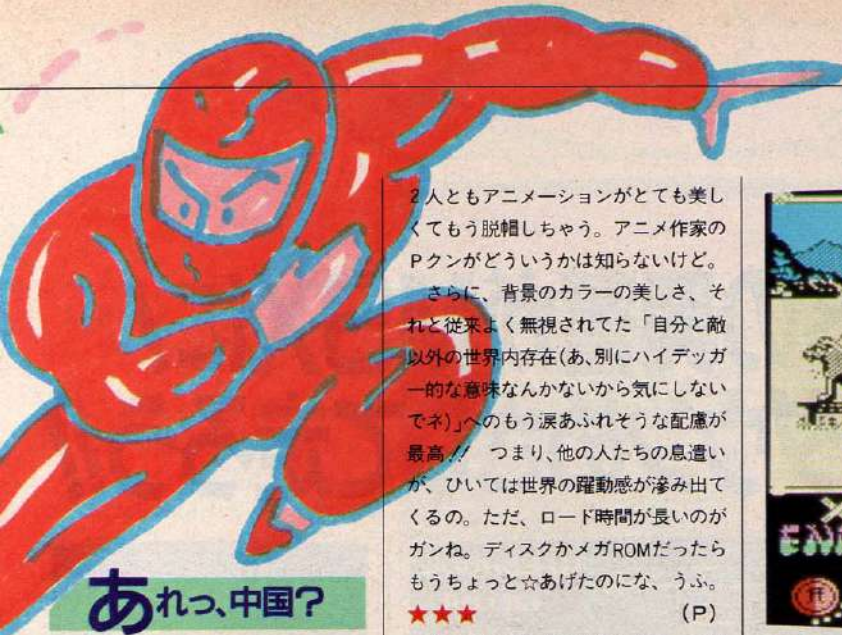 あれっ、中国?
2人ともアニメーションがとても美し
くてもう脱帽しちゃう。アニメ作家の
Pクンがどういうかは知らないけど。
さらに、背景のカラーの美しさ、そ
れと従来よく無視されてた「自分と敵
以外の世界内存在(あ、別にハイデッガ
ー的な意味なんかないから気にしない
でネ)」へのもう涙あふれそうな配慮が
最高!! つまり、他の人たちの息遣い
が、ひいては世界の躍動感が滲み出て
くるの。ただ、ロード時間が長いのが
ガンね。ディスクかメガROMだったら
もうちょっと☆あげたのにな、うふ。
★★★ (P)